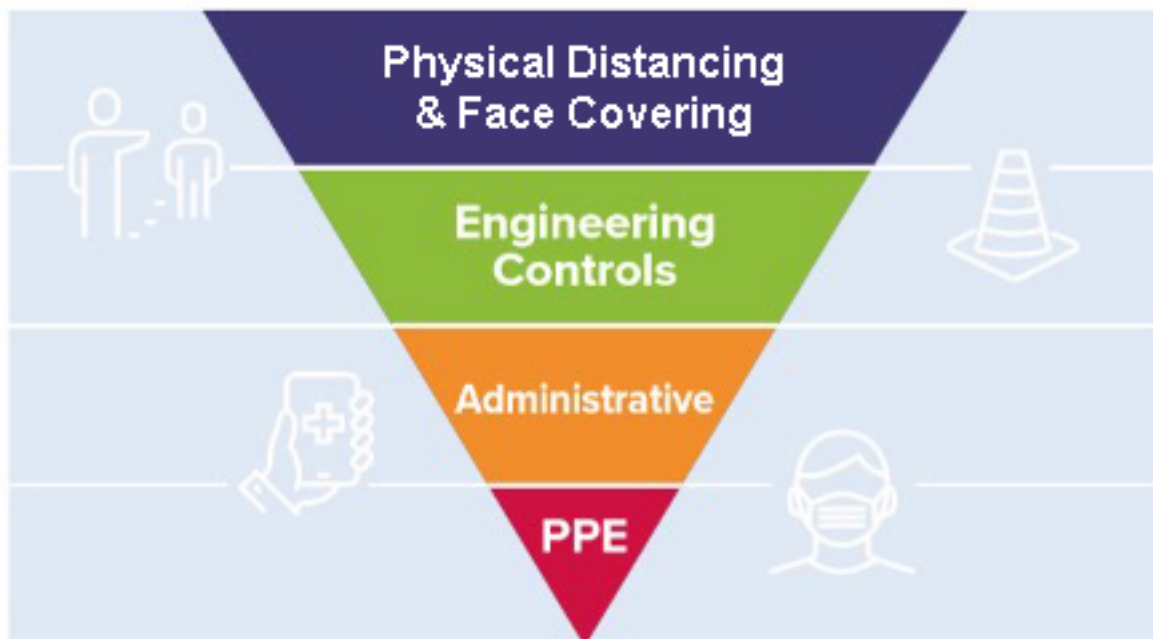 Physical Distancing
& Face Covering
Engineering
Controls
Administrative
PPE